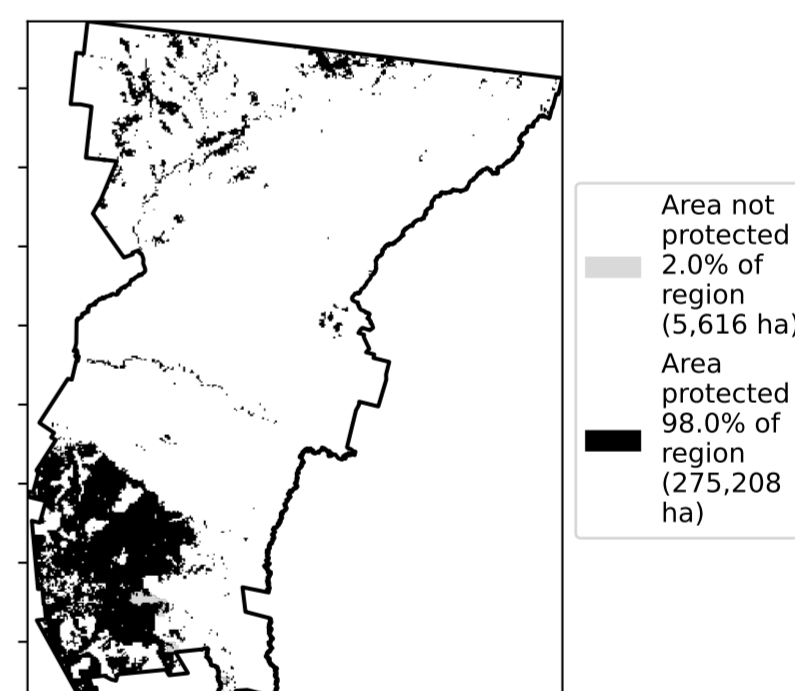 Area not
protected
2.0% of
region
(5,616 ha)
Area
protected
98.0% of
region
(275,208
ha)